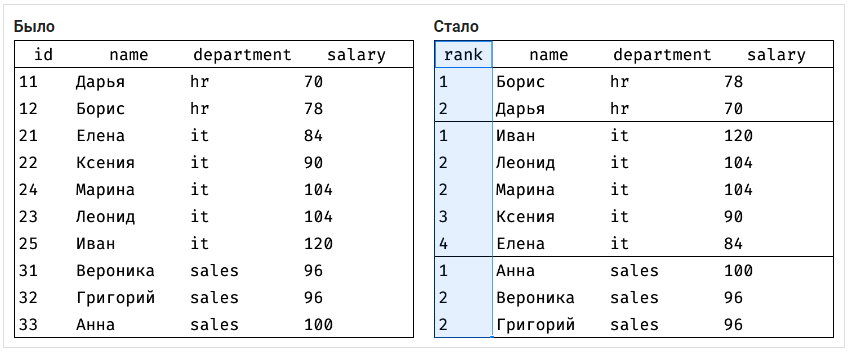 Было
id name department salary
11 Дарья hr 70
12 Борис hr 78
21 Елена it 84
22 Ксения it 90
24 Марина it 104
23 Леонид it 104
25 Иван it 120
31 Вероника sales 96
32 Григорий sales 96
33 Анна sales 100
Стало
rank name department salary
1 Борис hr 78
2 Дарья hr 70
1 Иван it 120
2 Леонид it 104
2 Марина it 104
3 Ксения it 90
4 Елена it 84
1 Анна sales 100
2 Вероника sales 96
2 Григорий sales 96